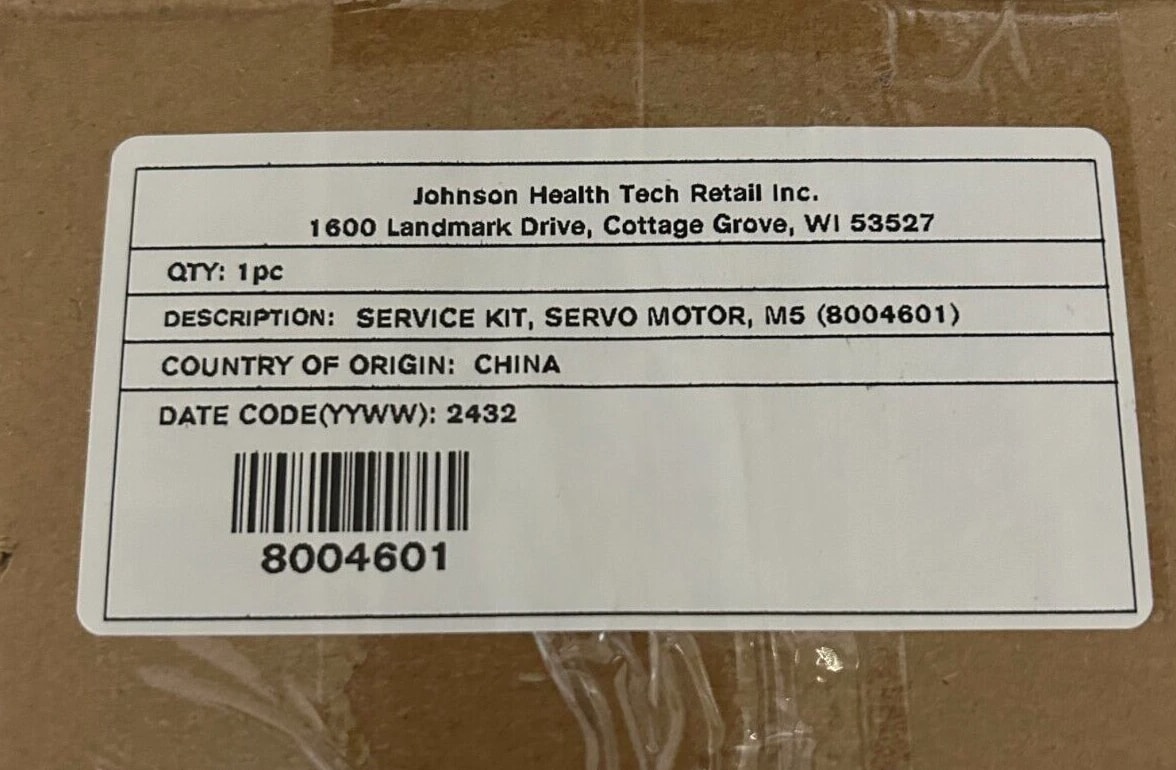 Johnson Health Tech Retail Inc.
1600 Landmark Drive, Cottage Grove, WI 53527
QTY: 1pc
DESCRIPTION: SERVICE KIT, SERVO MOTOR, M5 (8004601)
COUNTRY OF ORIGIN: CHINA
DATE CODE(YYWW): 2432
8004601